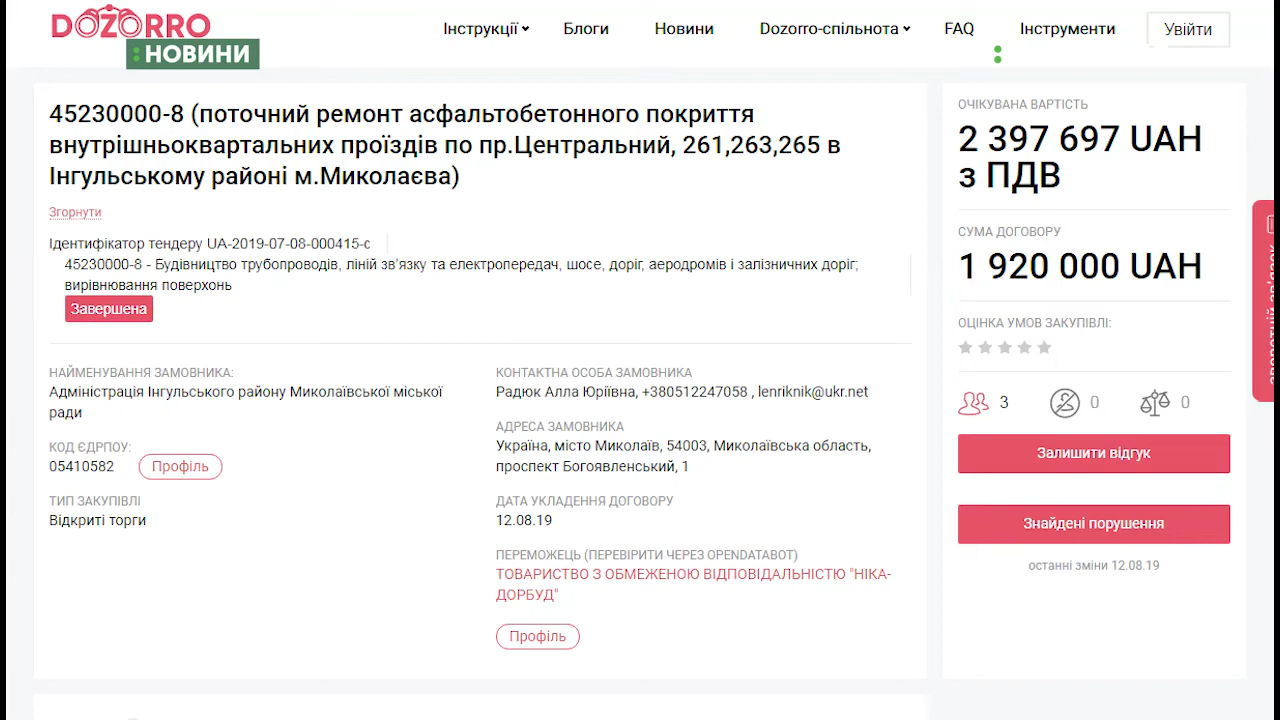 DOZORRO
НОВИНИ
Інструкції
Блоги
Новини
Dozorro-спільнота
FAQ
Інструменти
Увійти
45230000-8 (поточний ремонт асфальтобетонного покриття
внутрішньоквартальних проїздів по пр.Центральний, 261,263,265 в
Інгульському районі м.Миколаєва)
Згорнути
Ідентифікатор тендеру UA-2019-07-08-000415-c
45230000-8 - Будівництво трубопроводів, ліній зв’язку та електропередач, шосе, доріг, аеродромів і залізничних доріг;
вирівнювання поверхонь
Завершена
НАЙМЕНУВАННЯ ЗАМОВНИКА:
Адміністрація Інгульського району Миколаївської міської
ради
КОД ЄДРПОУ:
05410582
Профіль
ТИП ЗАКУПІВЛІ
Відкриті торги
КОНТАКТНА ОСОБА ЗАМОВНИКА
Радюк Алла Юріївна, +380512247058 , lenriknik@ukr.net
АДРЕСА ЗАМОВНИКА
Україна, місто Миколаїв, 54003, Миколаївська область,
проспект Богоявленський, 1
ДАТА УКЛАДЕННЯ ДОГОВОРУ
12.08.19
ПЕРЕМОЖЕЦЬ (ПЕРЕВІРИТИ ЧЕРЕЗ OPENDATABOT)
ТОВАРИСТВО З ОБМЕЖЕНОЮ ВІДПОВІДАЛЬНІСТЮ "НІКА-
ДОРБУД"
Профіль
ОЧІКУВАНА ВАРТІСТЬ
2 397 697 UAH
з ПДВ
СУМА ДОГОВОРУ
1 920 000 UAH
ОЦІНКА УМОВ ЗАКУПІВЛІ:
3
0
0
Залишити відгук
Знайдені порушення
останні зміни 12.08.19